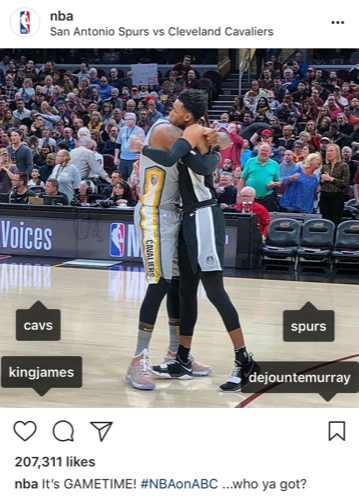 nba
San Antonio Spurs vs Cleveland Cavaliers
Voices
CAVALIERS
cavs
spurs
kingjames
dejountemurray
207,311 likes
nba It's GAMETIME! #NBAonABC ...who ya got?